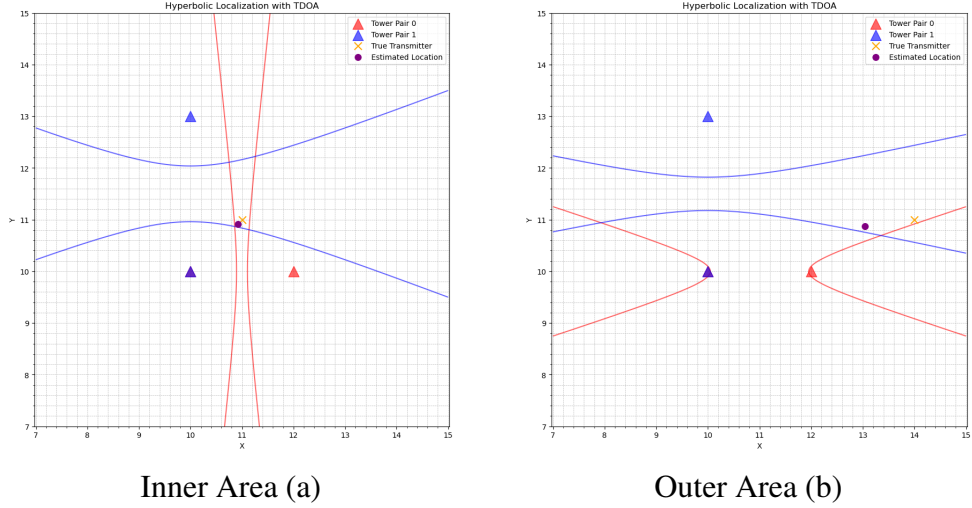 Hyperbolic Localization with TDOA
Tower Pair 0
Tower Pair 1
True Transmitter
Estimated Location
15
14
13
12
11
10
9
8
7
Y
7
8
9
10
11
12
13
14
15
X
Inner Area (a)
Hyperbolic Localization with TDOA
Tower Pair 0
Tower Pair 1
True Transmitter
Estimated Location
15
14
13
12
11
10
9
8
7
Y
7
8
9
10
11
12
13
14
15
X
Outer Area (b)